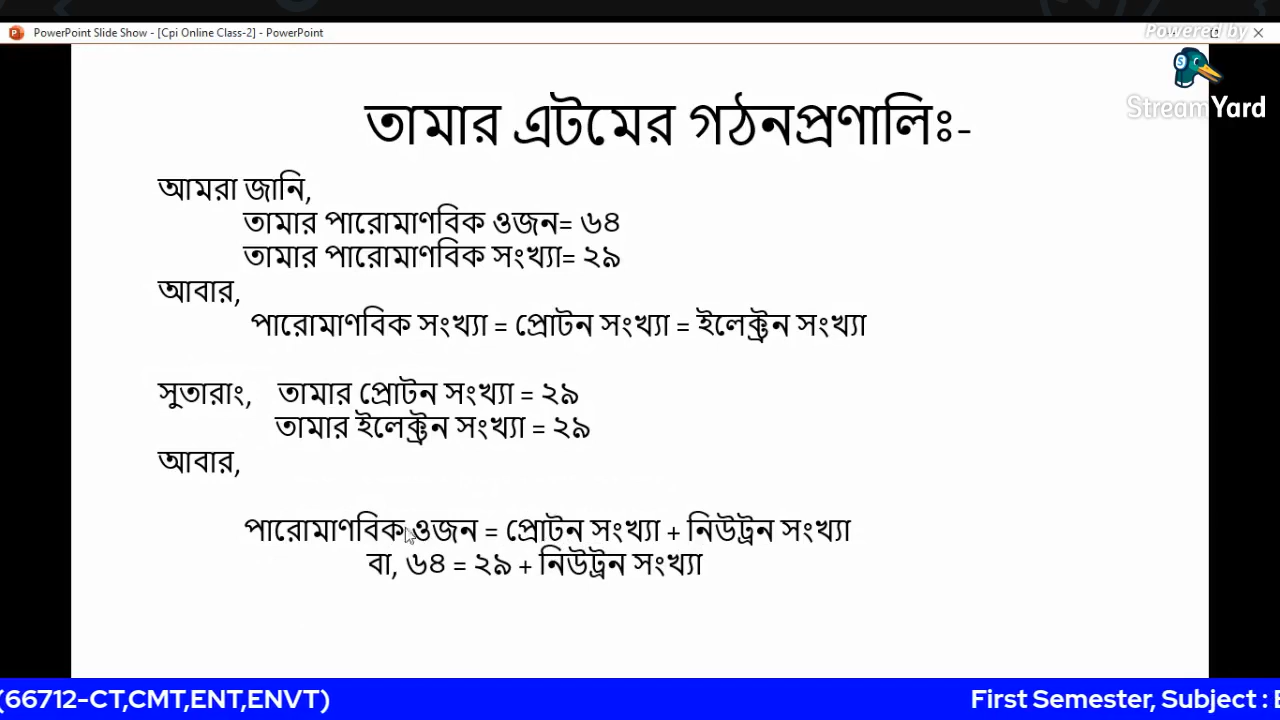 PowerPoint Slide Show - [Cpi Online Class-2] - PowerPoint
Powered by
StreamYard
তামার এটমের গঠনপ্রণালিঃ-
আমরা জানি,
তামার পারোমাণবিক ওজন= ৬৪
তামার পারোমাণবিক সংখ্যা= ২৯
আবার,
পারোমাণবিক সংখ্যা = প্রোটন সংখ্যা = ইলেক্ট্রন সংখ্যা
সুতারাং, তামার প্রোটন সংখ্যা = ২৯
তামার ইলেক্ট্রন সংখ্যা = ২৯
আবার,
পারোমাণবিক ওজন = প্রোটন সংখ্যা + নিউট্রন সংখ্যা
বা, ৬৪ = ২৯ + নিউট্রন সংখ্যা
(66712-CT,CMT,ENT,ENVT) First Semester, Subject :